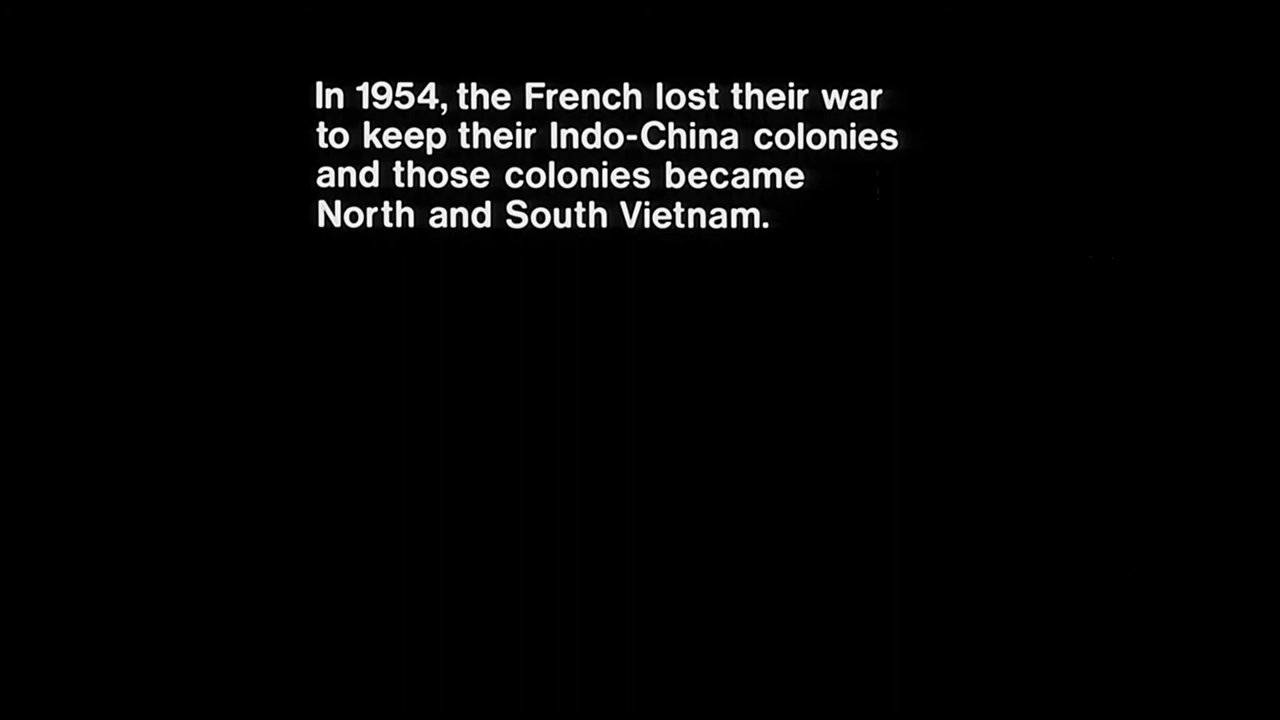 In 1954, the French lost their war
to keep their Indo-China colonies
and those colonies became
North and South Vietnam.